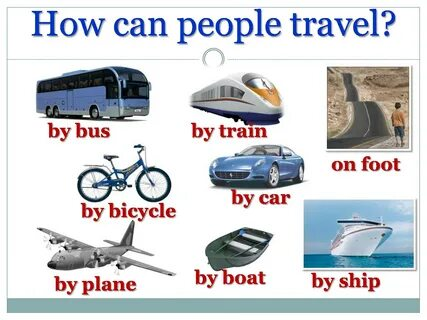 How can people travel?
by bus
by train
on foot
by bicycle
by car
by plane
by boat
by ship